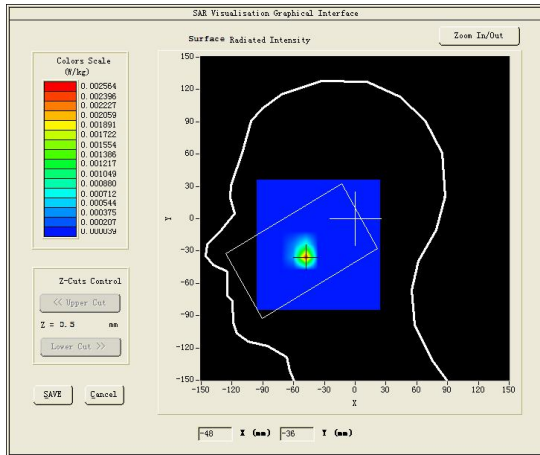 SAR Visualisation Graphical Interface
Surface Radiated Intensity
Zoom In/Out
Colors Scale
(W/kg)
0.002564
0.002396
0.002227
0.002059
0.001891
0.001722
0.001554
0.001386
0.001217
0.001049
0.000880
0.000712
0.000544
0.000375
0.000207
0.000039
Z-Cuts Control
<< Upper Cut
Z = 3.5 mm
Lower Cut >>
SAVE
Cancel
150
120
90
60
30
0
-30
-60
-90
-120
-150
Y
-150 -120 -90 -60 -30 0 30 60 90 120 150
X
-48 X (mm) -36 Y (mm)